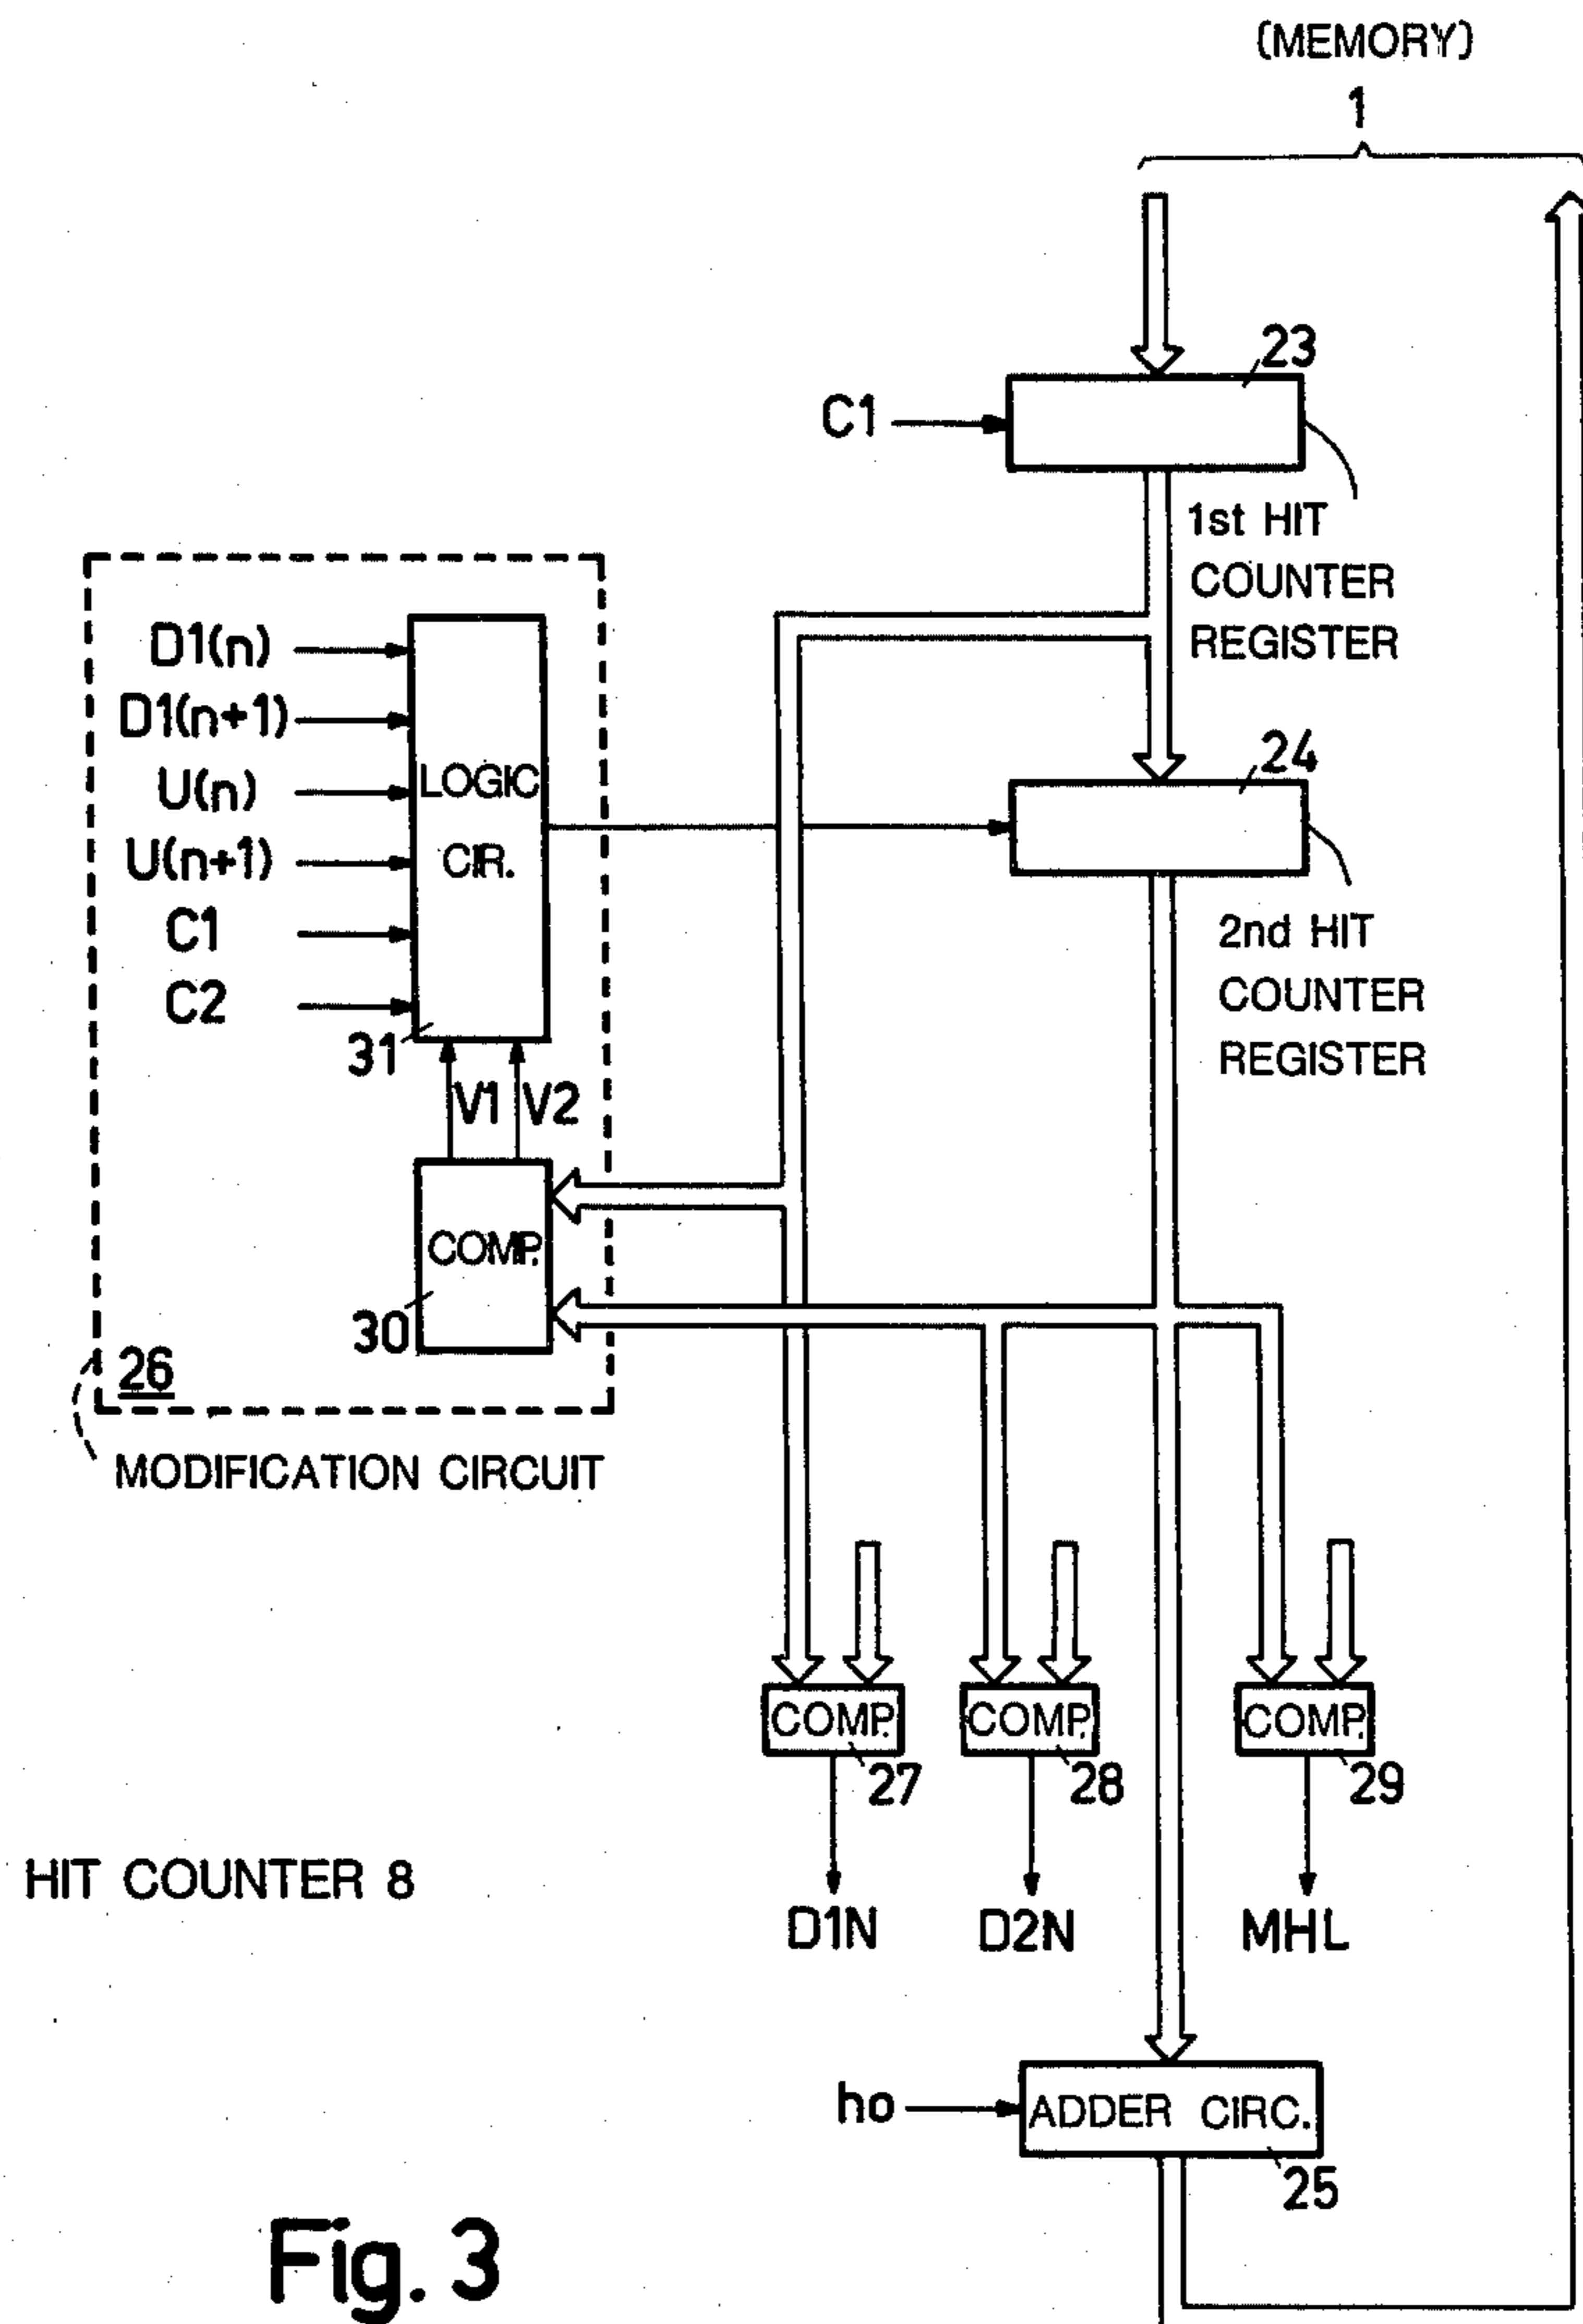 (MEMORY)
1
23
C1
1st HIT
COUNTER
REGISTER
D1(n)
D1(n+1)
U(n)
U(n+1)
C1
C2
LOGIC
CIR.
31
24
2nd HIT
COUNTER
REGISTER
V1 V2
COMP.
30
26
MODIFICATION CIRCUIT
COMP. COMP. COMP.
27 28 29
HIT COUNTER 8
D1N D2N MHL
ho
ADDER CIRC.
25
Fig. 3